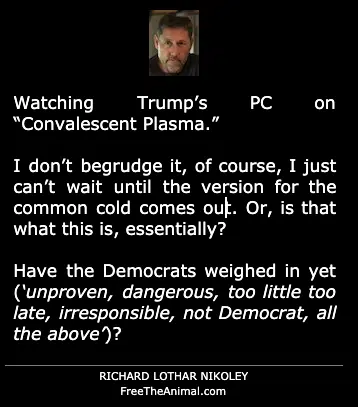 Watching Trump’s PC on
“Convalescent Plasma.”
I don’t begrudge it, of course, I just
can’t wait until the version for the
common cold comes out. Or, is that
what this is, essentially?
Have the Democrats weighed in yet
(‘unproven, dangerous, too little too
late, irresponsible, not Democrat, all
the above’)?
RICHARD LOTHAR NIKOLEY
FreeTheAnimal.com